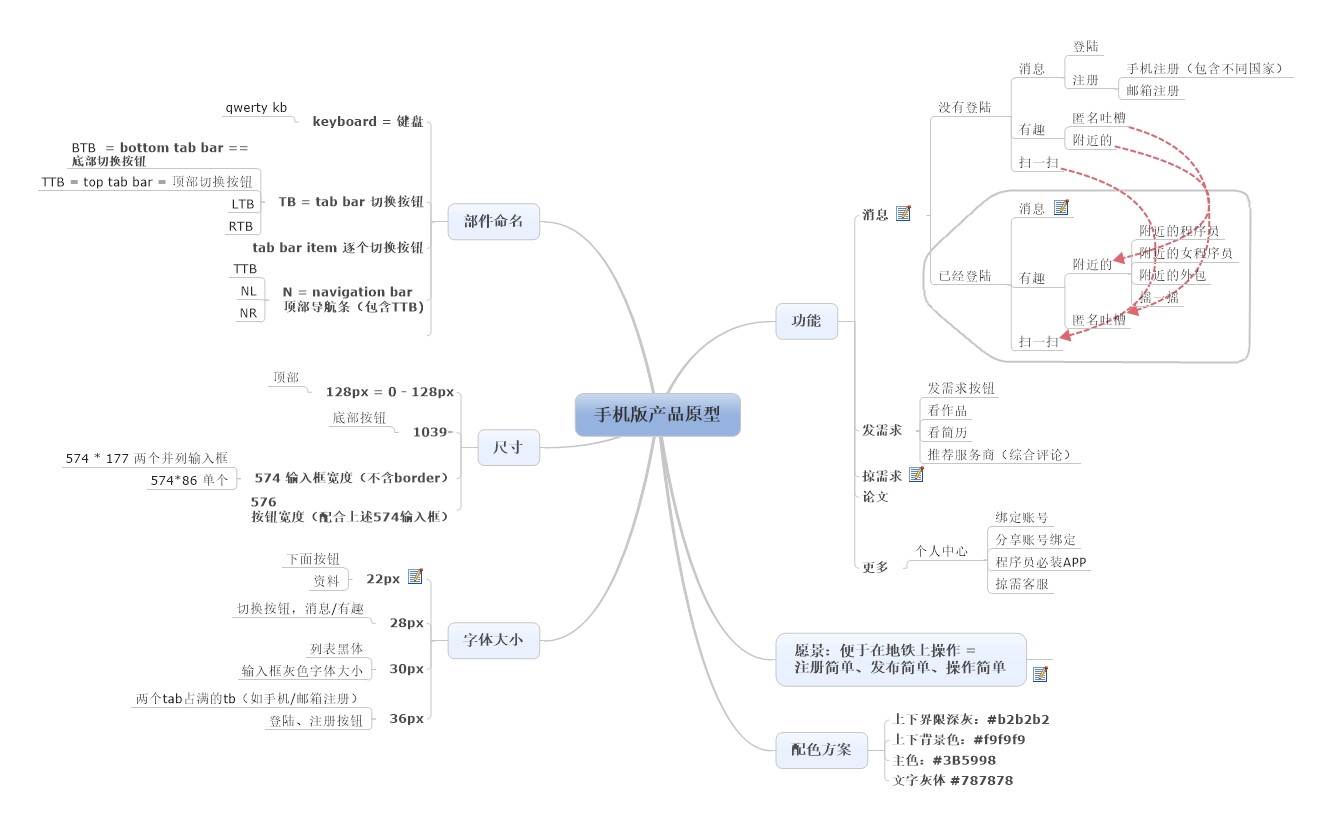 手机版产品原型
部件命名
keyboard = 键盘
qwerty kb
TB = tab bar 切换按钮
BTB = bottom tab bar ==
底部切换按钮
TTB = top tab bar = 顶部切换按钮
LTB
RTB
tab bar item 逐个切换按钮
N = navigation bar
顶部导航条（包含TTB）
TTB
NL
NR
尺寸
128px = 0 - 128px
顶部
1039-
底部按钮
574 输入框宽度（不含border）
574 * 177 两个并列输入框
574*86 单个
576
按钮宽度（配合上述574输入框）
字体大小
22px
下面按钮
资料
28px
切换按钮，消息/有趣
30px
列表黑体
输入框灰色字体大小
36px
两个tab占满的tb（如手机/邮箱注册）
登陆、注册按钮
功能
消息
没有登陆
消息
登陆
注册
手机注册（包含不同国家）
邮箱注册
有趣
匿名吐槽
附近的
扫一扫
已经登陆
消息
有趣
附近的
附近的程序员
附近的女程序员
附近的外包
摇一摇
匿名吐槽
扫一扫
发需求
发需求按钮
看作品
看简历
推荐服务商（综合评论）
掠需求
论文
更多
个人中心
绑定账号
分享账号绑定
程序员必装APP
掠需客服
愿景：便于在地铁上操作 =
注册简单、发布简单、操作简单
配色方案
上下界限深灰：#b2b2b2
上下背景色：#f9f9f9
主色：#3B5998
文字灰体 #787878